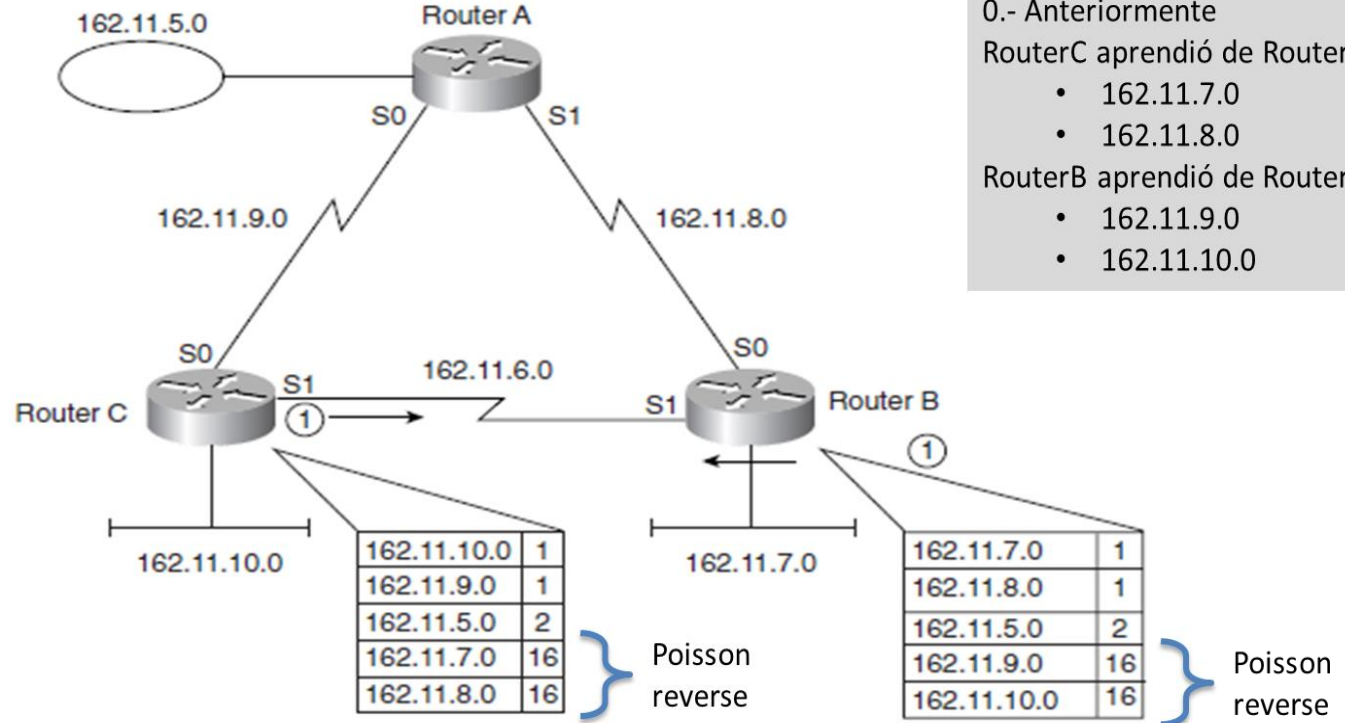 162.11.5.0
Router A
S0
S1
162.11.9.0
162.11.8.0
0.- Anteriormente
RouterC aprendió de Router
• 162.11.7.0
• 162.11.8.0
RouterB aprendió de Router
• 162.11.9.0
• 162.11.10.0
S0
S1
162.11.6.0
S0
S1
Router C
1
Router B
1
162.11.10.0
162.11.7.0
162.11.10.0 1
162.11.9.0 1
162.11.5.0 2
162.11.7.0 16
162.11.8.0 16
Poisson
reverse
162.11.7.0 1
162.11.8.0 1
162.11.5.0 2
162.11.9.0 16
162.11.10.0 16
Poisson
reverse